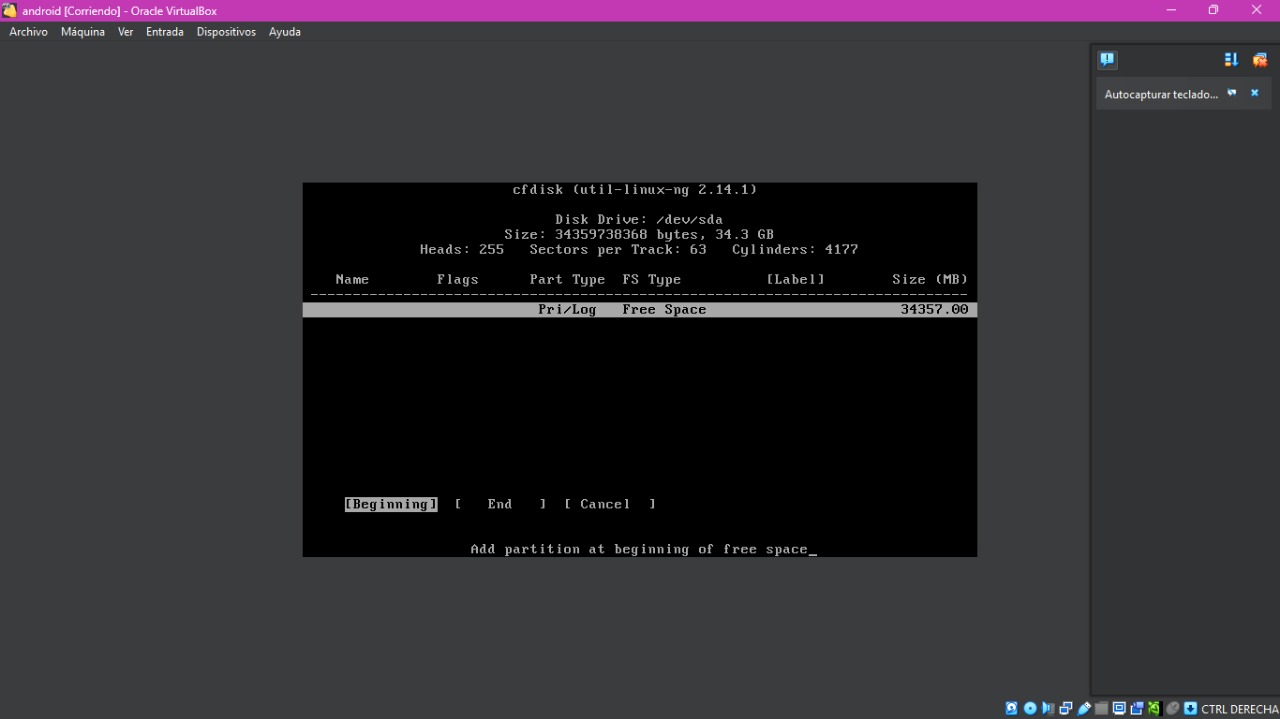 android [Corriendo] - Oracle VirtualBox
Archivo Máquina Ver Entrada Dispositivos Ayuda
Autocapturar teclado...
cfdisk (util-linux-ng 2.14.1)
Disk Drive: /dev/sda
Size: 34359738368 bytes, 34.3 GB
Heads: 255 Sectors per Track: 63 Cylinders: 4177
Name Flags Part Type FS Type [Label] Size (MB)
Pri/Log Free Space 34357.00
[Beginning] [ End ] [ Cancel ]
Add partition at beginning of free space_
CTRL DERECHA